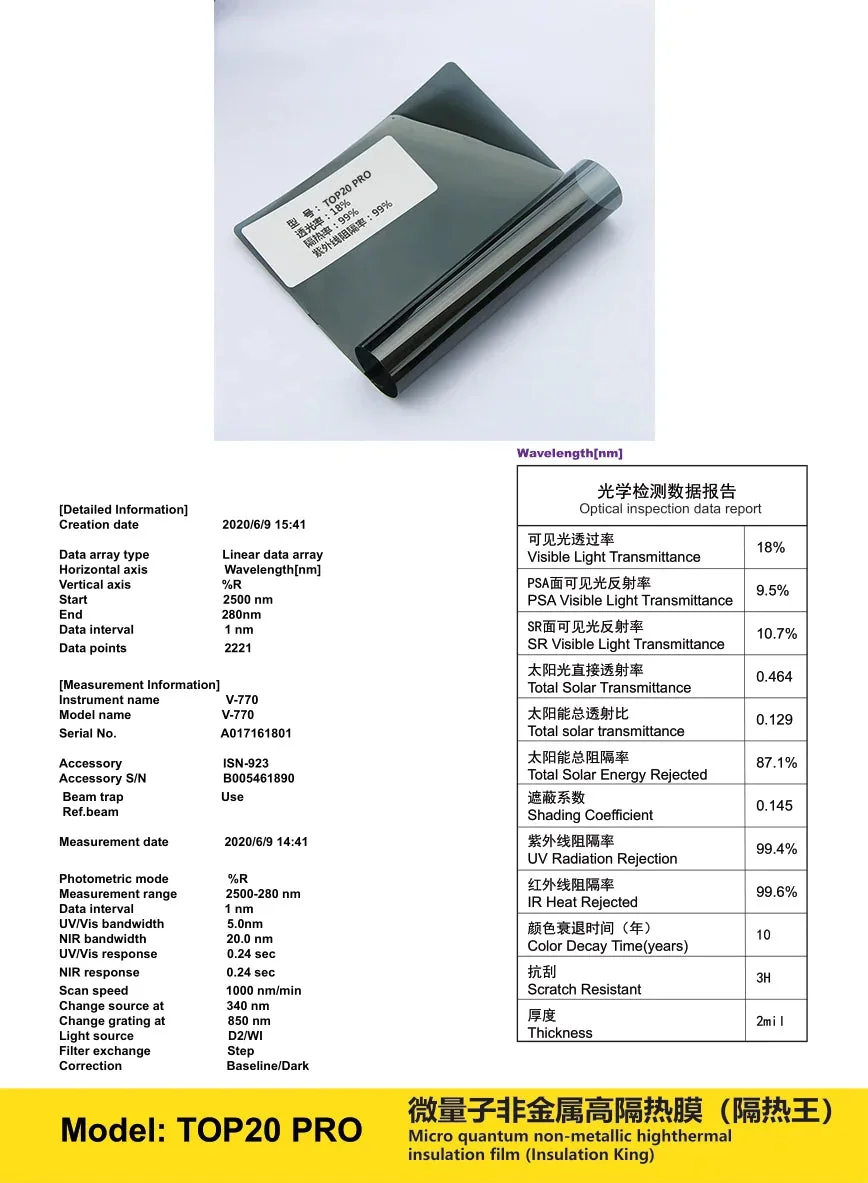 型 号：TOP20 PRO
透光率：18%
隔热率：99%
紫外线阻隔率：99%
[Detailed Information]
Creation date 2020/6/9 15:41
Data array type Linear data array
Horizontal axis Wavelength[nm]
Vertical axis %R
Start 2500 nm
End 280nm
Data interval 1 nm
Data points 2221
[Measurement Information]
Instrument name V-770
Model name V-770
Serial No. A017161801
Accessory ISN-923
Accessory S/N B005461890
Beam trap Use
Ref.beam
Measurement date 2020/6/9 14:41
Photometric mode %R
Measurement range 2500-280 nm
Data interval 1 nm
UV/Vis bandwidth 5.0nm
NIR bandwidth 20.0 nm
UV/Vis response 0.24 sec
NIR response 0.24 sec
Scan speed 1000 nm/min
Change source at 340 nm
Change grating at 850 nm
Light source D2/WI
Filter exchange Step
Correction Baseline/Dark
Wavelength[nm]
光学检测数据报告
Optical inspection data report
可见光透过率
Visible Light Transmittance 18%
PSA面可见光反射率
PSA Visible Light Transmittance 9.5%
SR面可见光反射率
SR Visible Light Transmittance 10.7%
太阳光直接透射率
Total Solar Transmittance 0.464
太阳能总透射比
Total solar transmittance 0.129
太阳能总阻隔率
Total Solar Energy Rejected 87.1%
遮蔽系数
Shading Coefficient 0.145
紫外线阻隔率
UV Radiation Rejection 99.4%
红外线阻隔率
IR Heat Rejected 99.6%
颜色衰退时间（年）
Color Decay Time(years) 10
抗刮
Scratch Resistant 3H
厚度
Thickness 2mil
Model: TOP20 PRO
微量子非金属高隔热膜（隔热王）
Micro quantum non-metallic highthermal
insulation film (Insulation King)